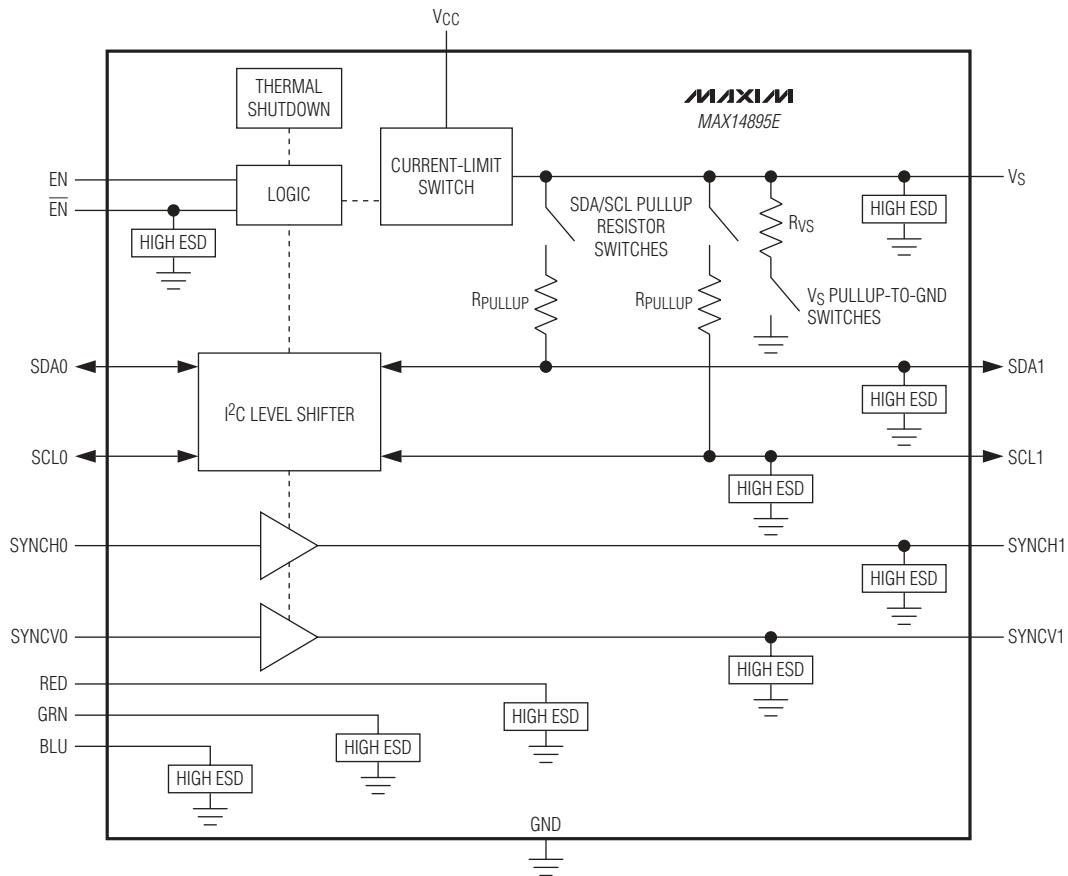 VCC
THERMAL
SHUTDOWN
MAXIM
MAX14895E
CURRENT-LIMIT
SWITCH
EN
LOGIC
VS
EN
HIGH ESD
SDA/SCL PULLUP
RESISTOR
SWITCHES
RVS
HIGH ESD
RPULLUP
RPULLUP
VS PULLUP-TO-GND
SWITCHES
SDA0
SDA1
I2C LEVEL SHIFTER
HIGH ESD
SCL0
SCL1
HIGH ESD
SYNCH0
SYNCH1
HIGH ESD
SYNCV0
SYNCV1
HIGH ESD
RED
HIGH ESD
GRN
HIGH ESD
BLU
HIGH ESD
GND